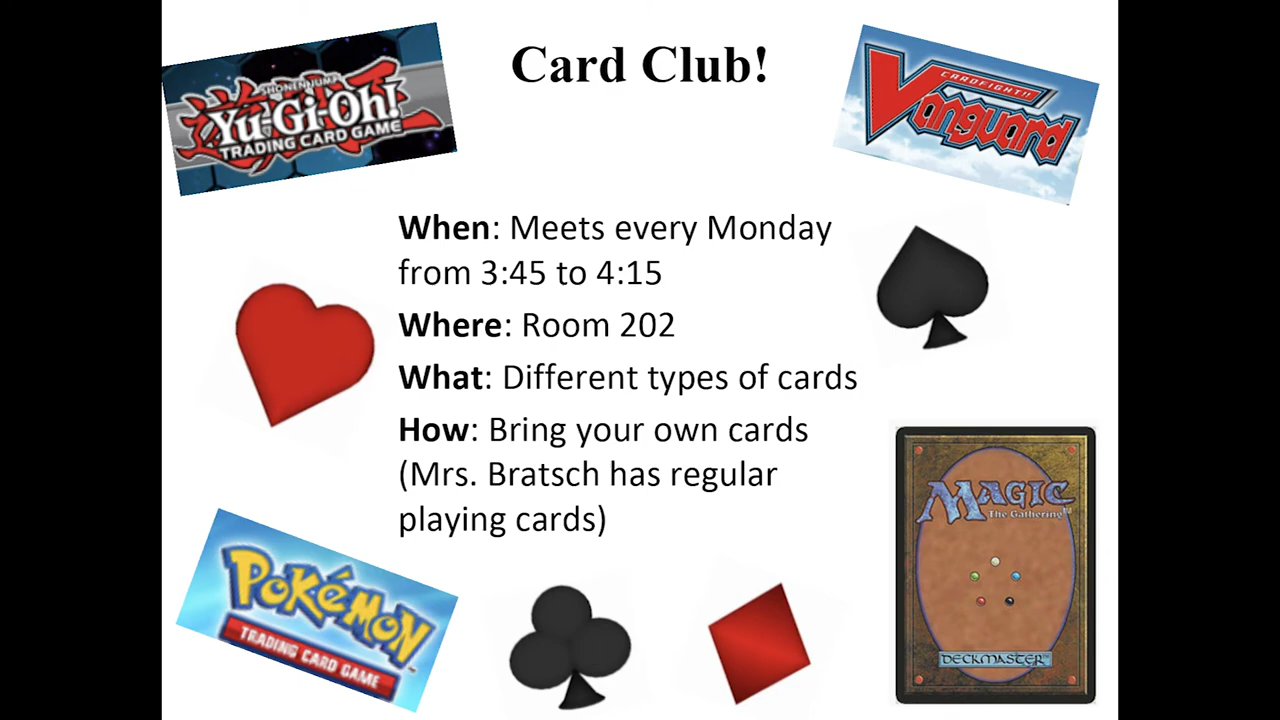 Card Club!
SHONEN JUMP
Yu-Gi-Oh!
TRADING CARD GAME
CARDFIGHT!!
Vanguard
When: Meets every Monday
from 3:45 to 4:15
Where: Room 202
What: Different types of cards
How: Bring your own cards
(Mrs. Bratsch has regular
playing cards)
POKéMON
TRADING CARD GAME
MAGIC
The Gathering
DECKMASTER